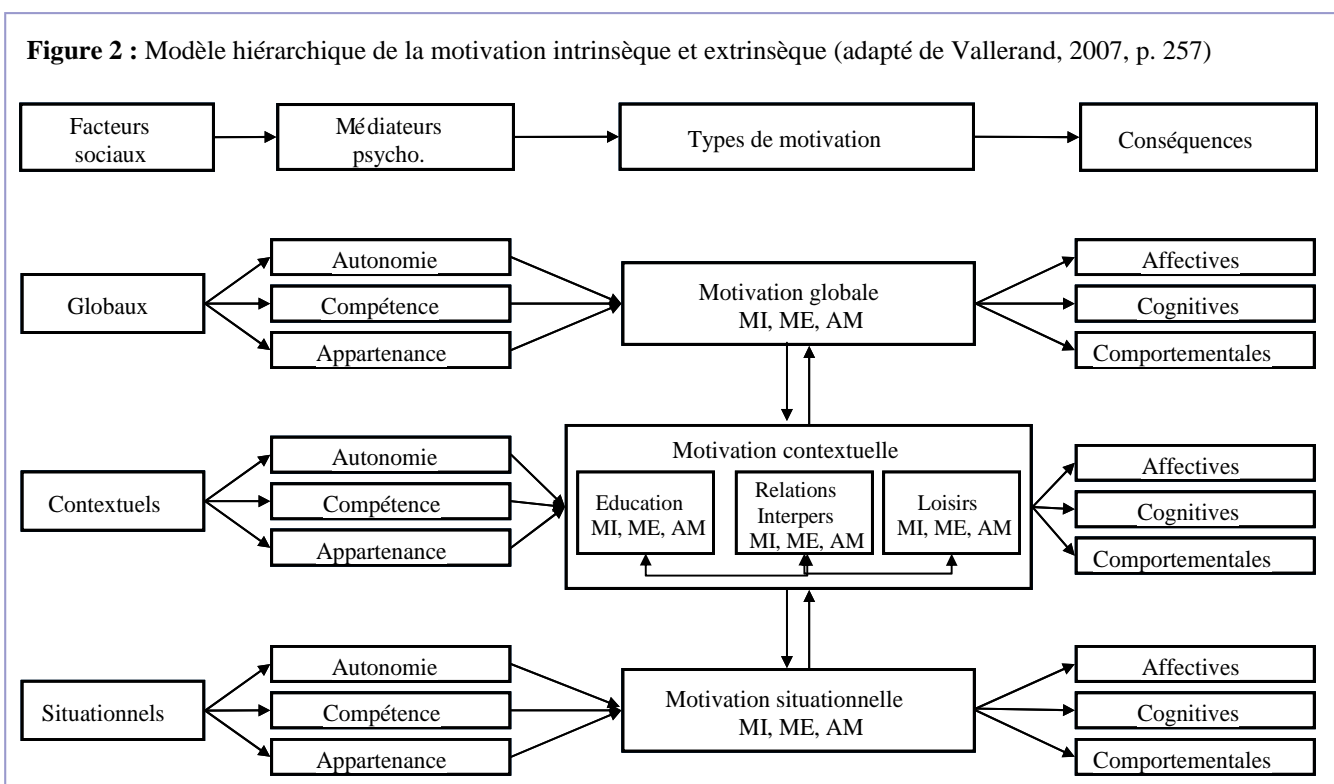 Figure 2 : Modèle hiérarchique de la motivation intrinsèque et extrinsèque (adapté de Vallerand, 2007, p. 257)
Facteurs
sociaux
Médiateurs
psycho.
Types de motivation
Conséquences
Globaux
Autonomie
Compétence
Appartenance
Motivation globale
MI, ME, AM
Affectives
Cognitives
Comportementales
Contextuels
Autonomie
Compétence
Appartenance
Motivation contextuelle
Education
MI, ME, AM
Relations
Interpers
MI, ME, AM
Loisirs
MI, ME, AM
Affectives
Cognitives
Comportementales
Situationnels
Autonomie
Compétence
Appartenance
Motivation situationnelle
MI, ME, AM
Affectives
Cognitives
Comportementales